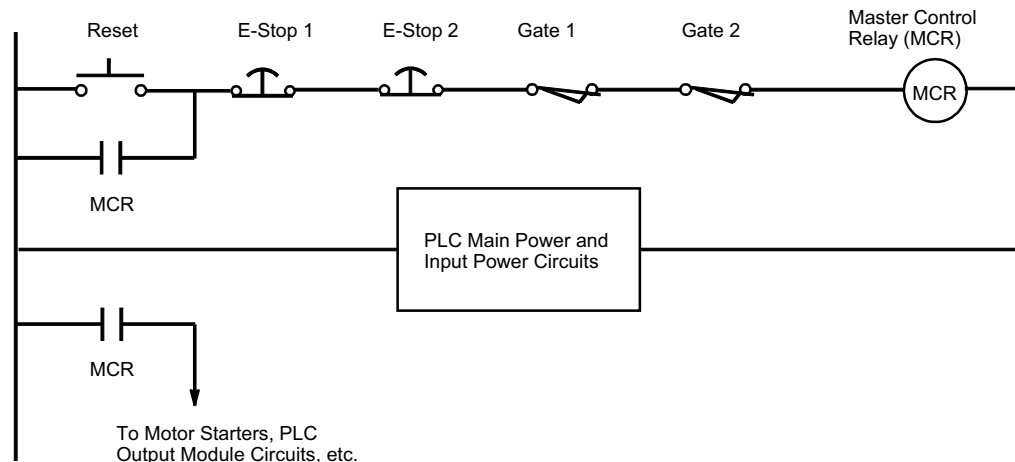 Reset
E-Stop 1
E-Stop 2
Gate 1
Gate 2
Master Control
Relay (MCR)
MCR
MCR
PLC Main Power and
Input Power Circuits
MCR
To Motor Starters, PLC
Output Module Circuits, etc.